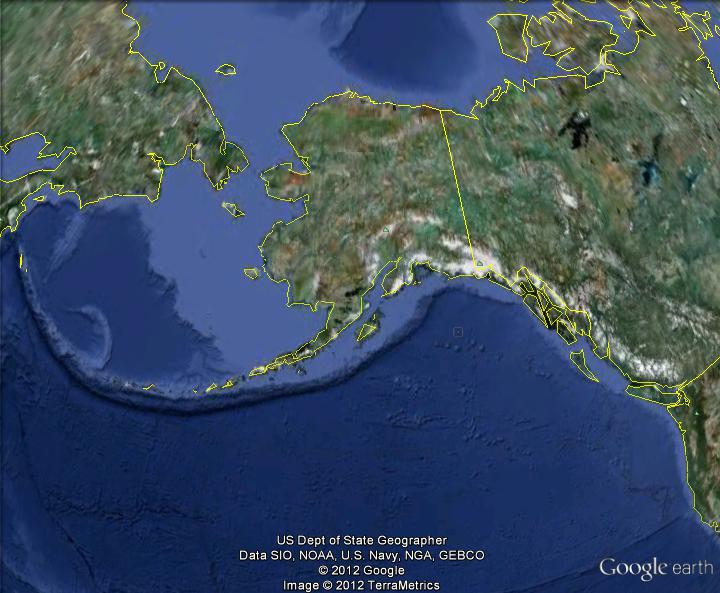 US Dept of State Geographer
Data SIO, NOAA, U.S. Navy, NGA, GEBCO
© 2012 Google
Image © 2012 TerraMetrics
Google earth